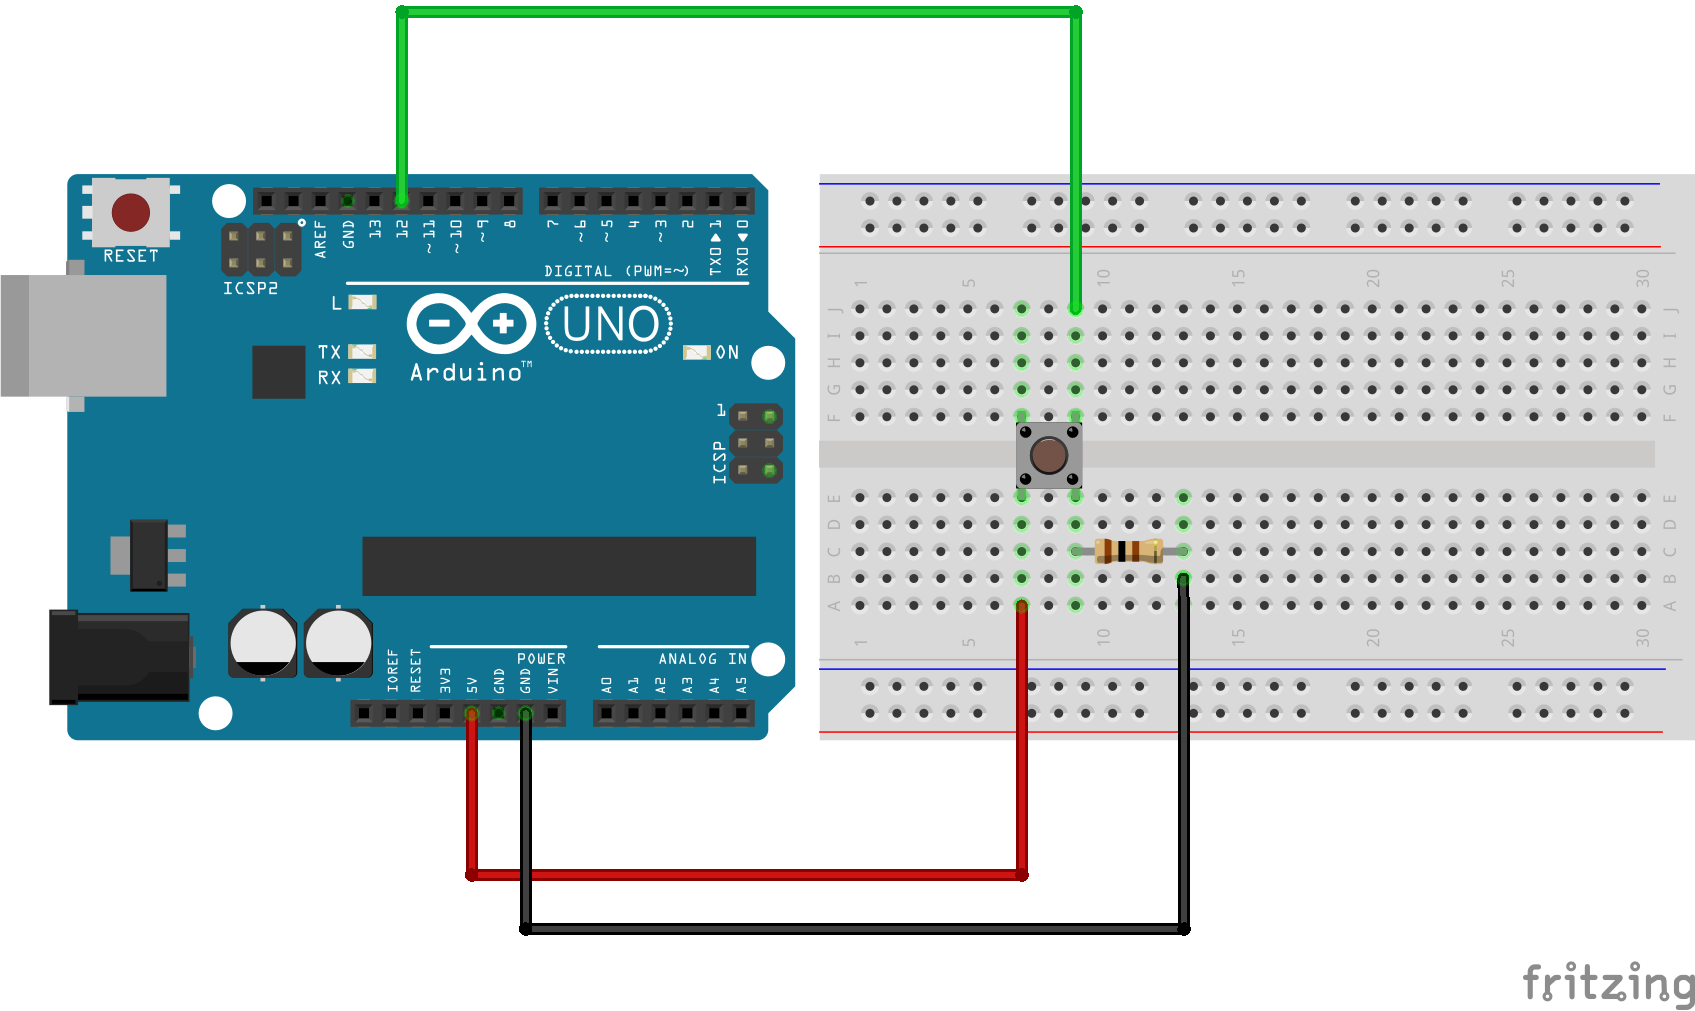 RESET
ICSP2
AREF
GND
13
12
~11
~10
~9
8
7
~6
~5
4
~3
2
TX0▶1
RX0◀0
DIGITAL (PWM=~)
L
TX
RX
UNO
Arduino™
ON
1
ICSP
IOREF
RESET
3V3
5V
GND
GND
VIN
POWER
A0
A1
A2
A3
A4
A5
ANALOG IN
1 5 10 15 20 25 30
J J
I I
H H
G G
F F
E E
D D
C C
B B
A A
1 5 10 15 20 25 30
fritzing